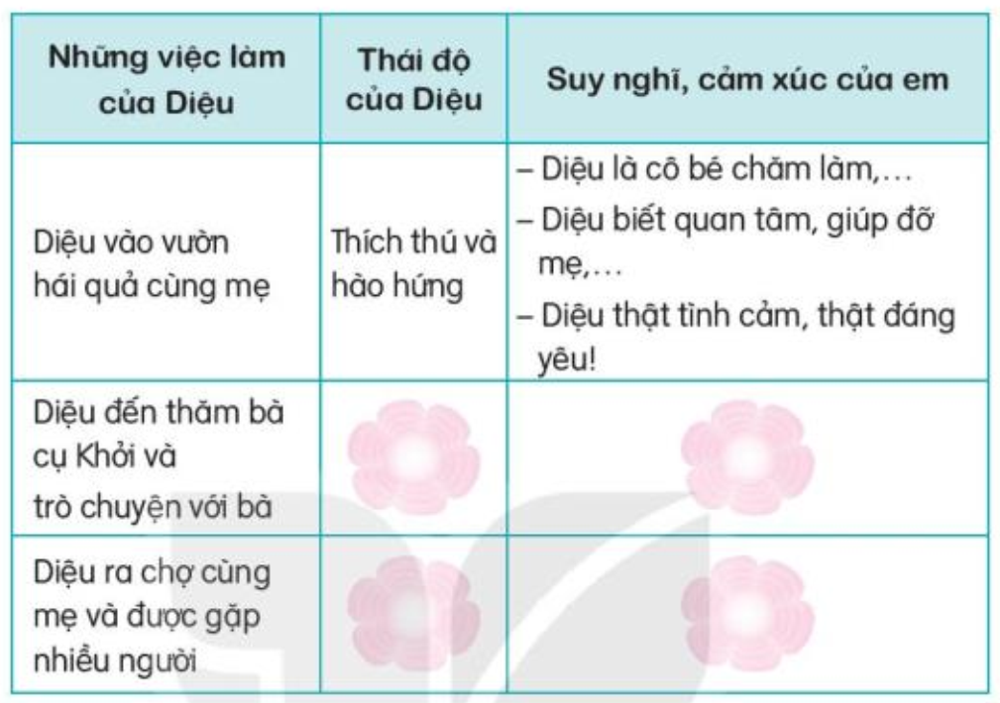 Những việc làm
của Diệu
Thái độ
của Diệu
Suy nghĩ, cảm xúc của em
Diệu vào vườn
hái quả cùng mẹ
Thích thú và
hào hứng
– Diệu là cô bé chăm làm,...
– Diệu biết quan tâm, giúp đỡ
mẹ,...
– Diệu thật tình cảm, thật đáng
yêu!
Diệu đến thăm bà
cụ Khởi và
trò chuyện với bà
Diệu ra chợ cùng
mẹ và được gặp
nhiều người